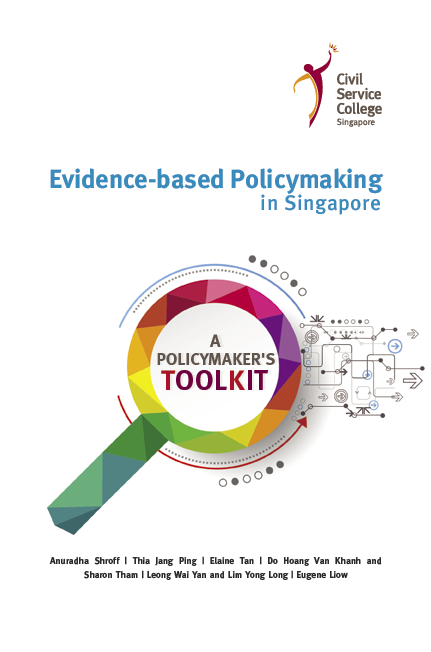 Civil
Service
College
Singapore
Evidence-based Policymaking
in Singapore
A
POLICYMAKER'S
TOOLKIT
Anuradha Shroff | Thia Jang Ping | Elaine Tan | Do Hoang Van Khanh and
Sharon Tham | Leong Wai Yan and Lim Yong Long | Eugene Liow